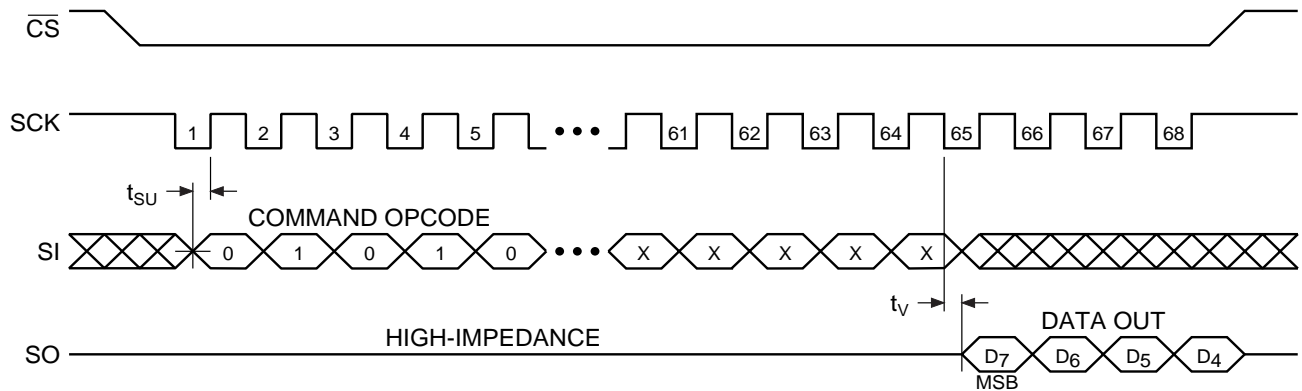 CS
SCK 1 2 3 4 5 ••• 61 62 63 64 65 66 67 68
tSU
COMMAND OPCODE
SI 0 1 0 1 0 ••• X X X X X
tV
HIGH-IMPEDANCE
DATA OUT
SO D7 D6 D5 D4
MSB